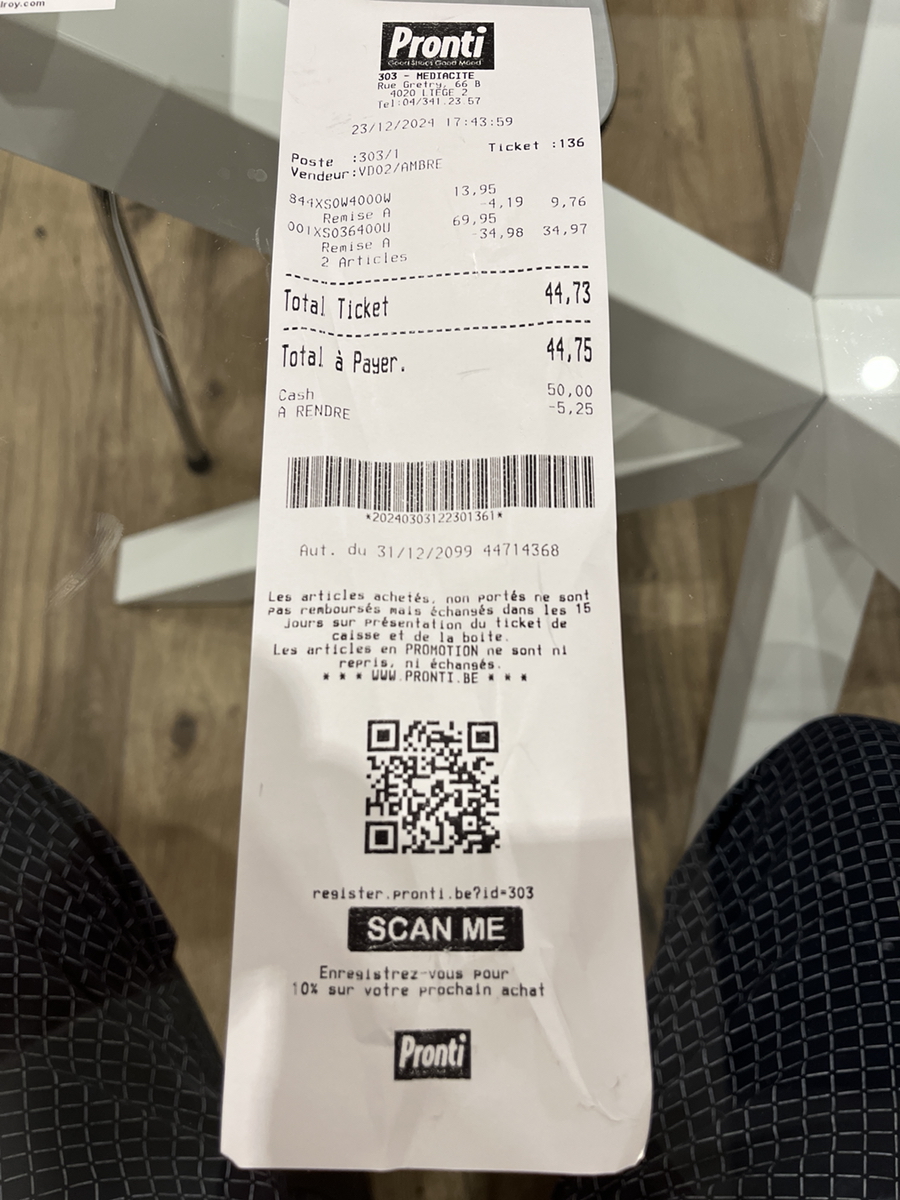 lroy.com
Pronti
Good Shoes Good Mood
303 - MEDIACITE
Rue Gretry, 66 B
4020 LIEGE 2
Tel:04/341.23.57
23/12/2024 17:43:59
Poste :303/1 Ticket :136
Vendeur:VD02/AMBRE
844XSOW4000W 13,95
Remise A -4,19 9,76
001XS036400U 69,95
Remise A -34,98 34,97
2 Articles
Total Ticket 44,73
Total à Payer. 44,75
Cash 50,00
A RENDRE -5,25
*20240303122301361*
Aut. du 31/12/2099 44714368
Les articles achetés, non portés ne sont
pas remboursés mais échangés dans les 15
jours sur présentation du ticket de
caisse et de la boite.
Les articles en PROMOTION ne sont ni
repris, ni échangés.
* * * WWW.PRONTI.BE * * *
register.pronti.be?id=303
SCAN ME
Enregistrez-vous pour
10% sur votre prochain achat
Pronti